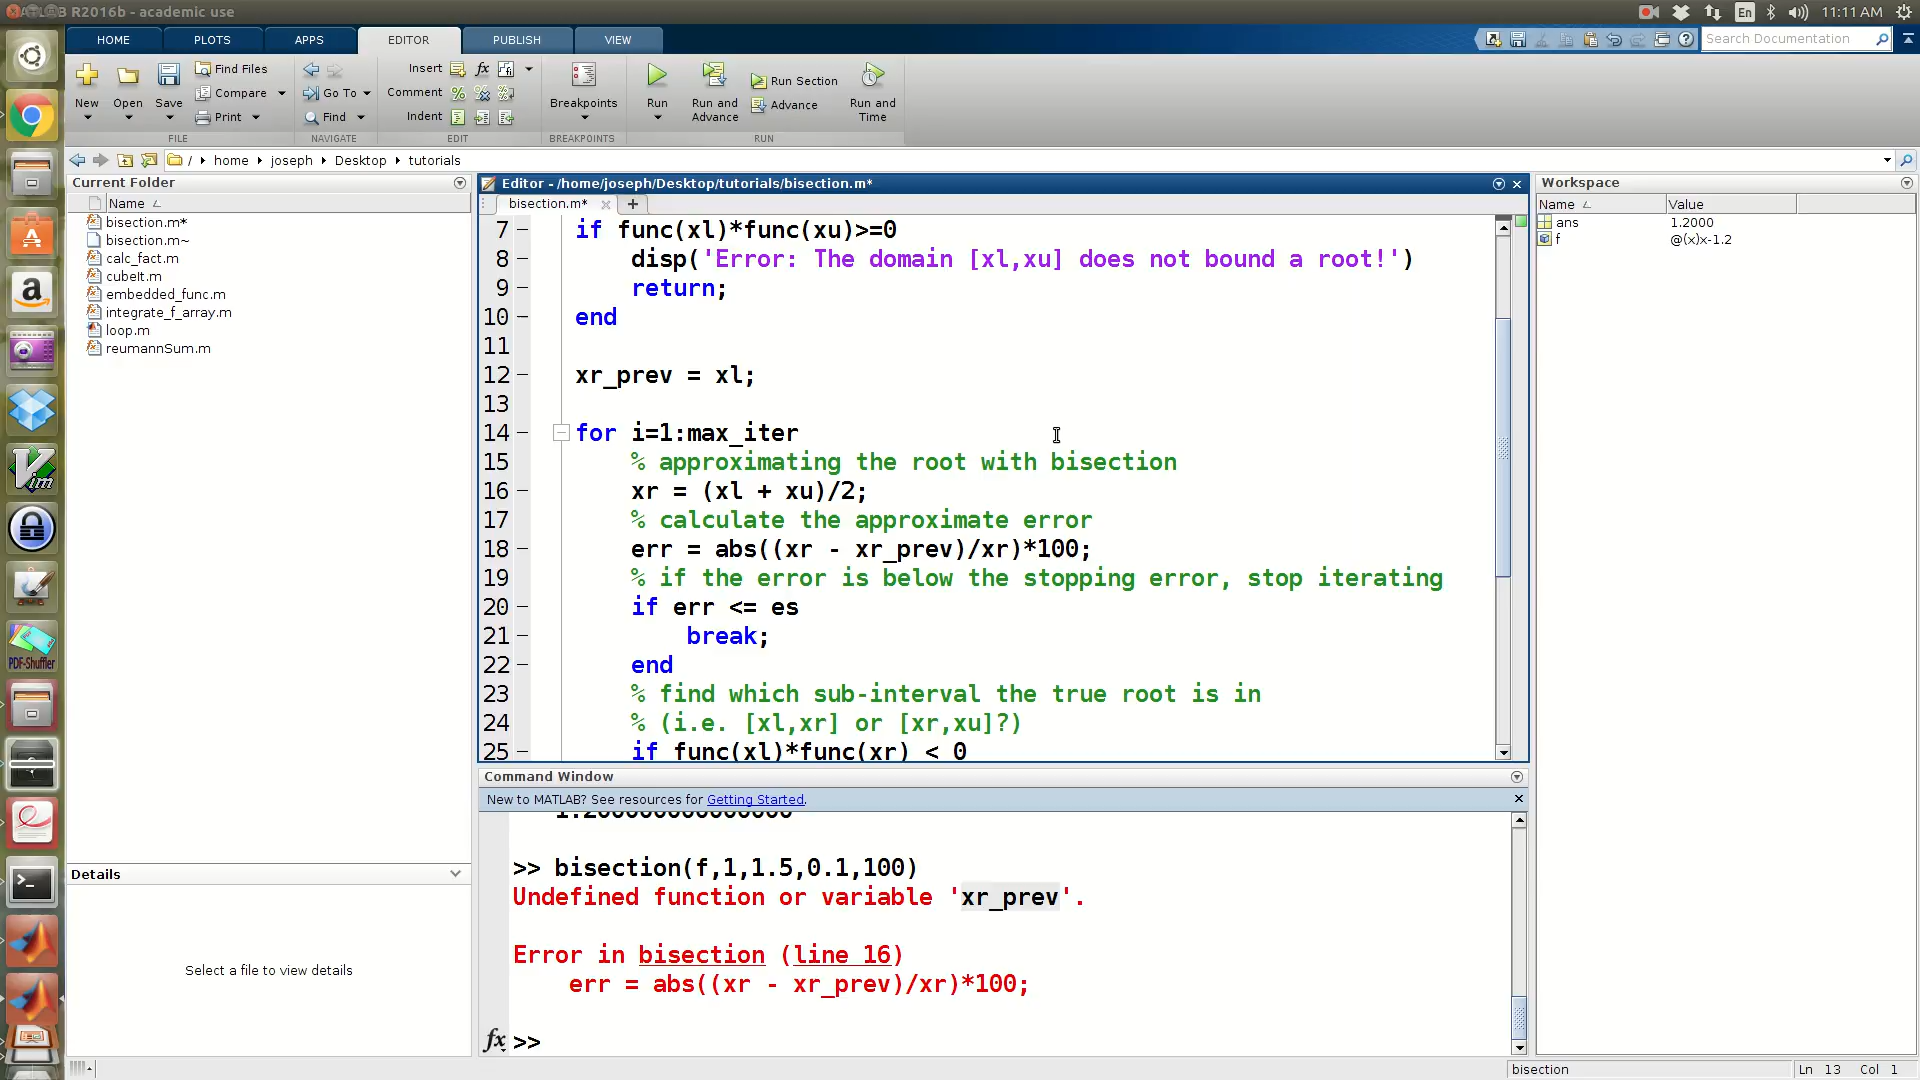 MATLAB R2016b - academic use
En
11:11 AM
HOME
PLOTS
APPS
EDITOR
PUBLISH
VIEW
Search Documentation
New
Open
Save
Find Files
Compare
Print
FILE
Go To
Find
NAVIGATE
Insert
fx
Comment
Indent
EDIT
Breakpoints
BREAKPOINTS
Run
Run and
Advance
Run Section
Advance
Run and
Time
RUN
/ home joseph Desktop tutorials
Current Folder
Name
bisection.m*
bisection.m~
calc_fact.m
cubeIt.m
embedded_func.m
integrate_f_array.m
loop.m
reumannSum.m
Details
Select a file to view details
Vim
PDF-Shuffler
Editor - /home/joseph/Desktop/tutorials/bisection.m*
bisection.m*
7 if func(xl)*func(xu)>=0
8 disp('Error: The domain [xl,xu] does not bound a root!')
9 return;
10 end
11
12 xr_prev = xl;
13
14 for i=1:max_iter
15 % approximating the root with bisection
16 xr = (xl + xu)/2;
17 % calculate the approximate error
18 err = abs((xr - xr_prev)/xr)*100;
19 % if the error is below the stopping error, stop iterating
20 if err <= es
21 break;
22 end
23 % find which sub-interval the true root is in
24 % (i.e. [xl,xr] or [xr,xu]?)
25 if func(xl)*func(xr) < 0
Command Window
New to MATLAB? See resources for Getting Started.
>> bisection(f,1,1.5,0.1,100)
Undefined function or variable 'xr_prev'.
Error in bisection (line 16)
err = abs((xr - xr_prev)/xr)*100;
fx >>
Workspace
Name Value
ans 1.2000
f @(x)x-1.2
bisection
Ln 13 Col 1